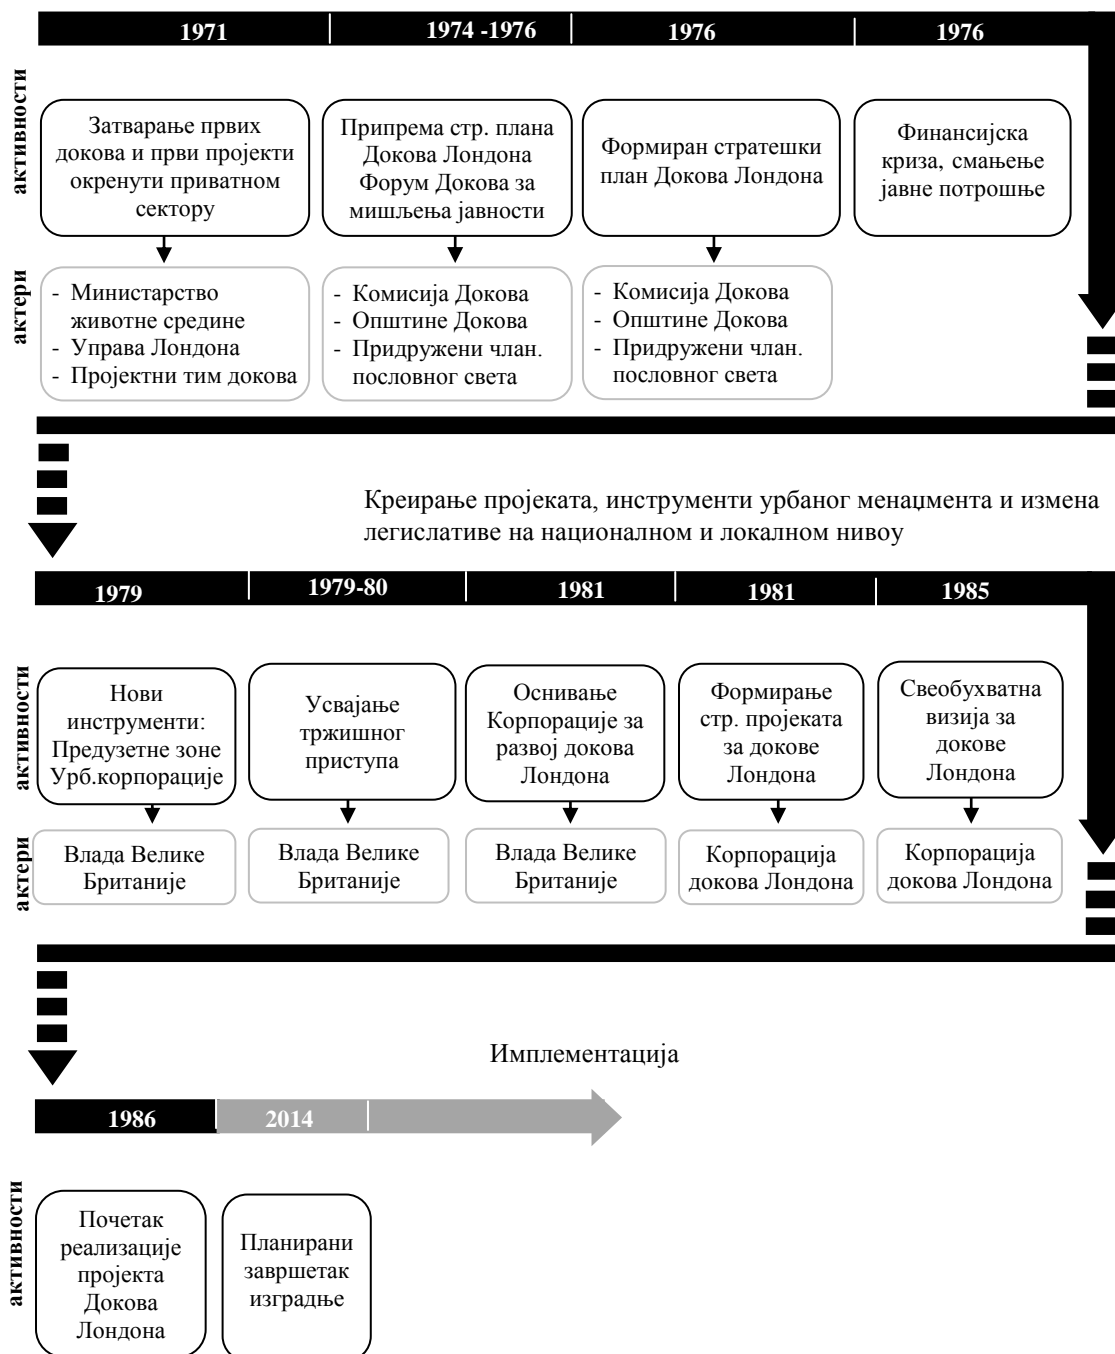 1971
1974 -1976
1976
1976
активности
Затварање првих
докова и први пројекти
окренути приватном
сектору
Припрема стр. плана
Докова Лондона
Форум Докова за
мишљења јавности
Формиран стратешки
план Докова Лондона
Финансијска
криза, смањење
јавне потрошње
актери
- Министарство
животне средине
- Управа Лондона
- Пројектни тим докова
- Комисија Докова
- Општине Докова
- Придружени члан.
пословног света
- Комисија Докова
- Општине Докова
- Придружени члан.
пословног света
Креирање пројеката, инструменти урбаног менаџмента и измена
легислативе на националном и локалном нивоу
1979
1979-80
1981
1981
1985
активности
Нови
инструменти:
Предузетне зоне
Урб.корпорације
Усвајање
тржишног
приступа
Оснивање
Корпорације за
развој докова
Лондона
Формирање
стр. пројеката
за докове
Лондона
Свеобухватна
визија за
докове
Лондона
актери
Влада Велике
Британије
Влада Велике
Британије
Влада Велике
Британије
Корпорација
докова Лондона
Корпорација
докова Лондона
Имплементација
1986
2014
активности
Почетак
реализације
пројекта
Докова
Лондона
Планирани
завршетак
изградње